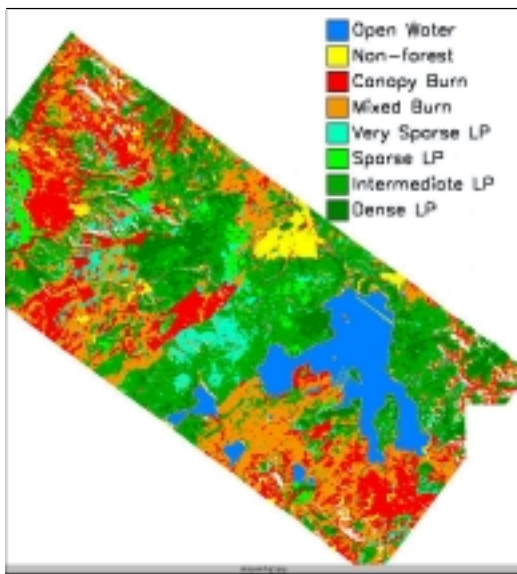 Open Water
Non-forest
Canopy Burn
Mixed Burn
Very Sparse LP
Sparse LP
Intermediate LP
Dense LP